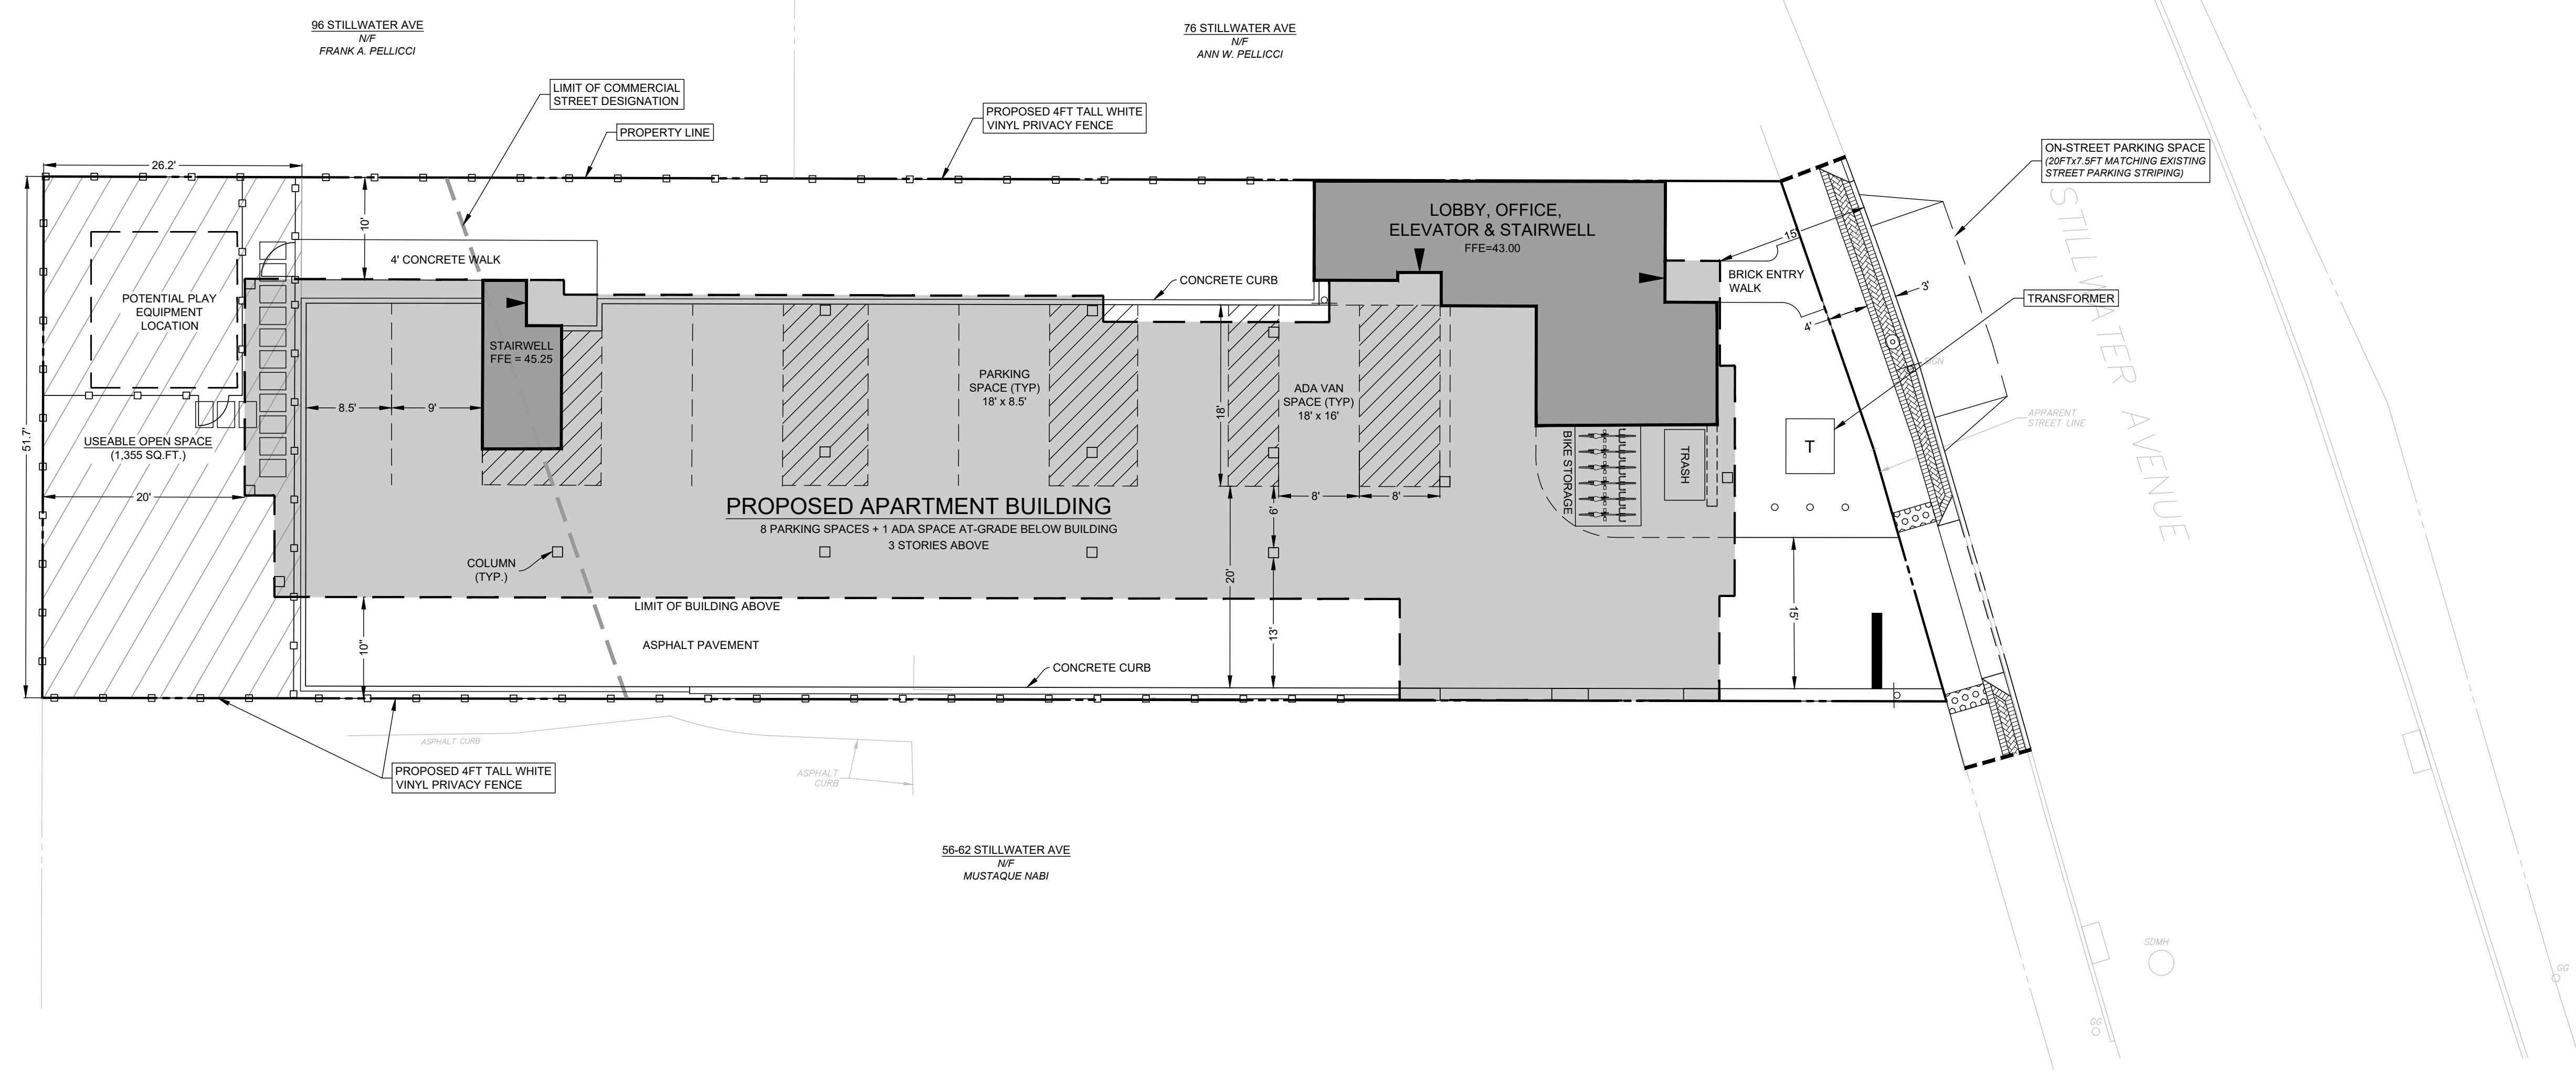 96 STILLWATER AVE
N/F
FRANK A. PELLICCI
76 STILLWATER AVE
N/F
ANN W. PELLICCI
LIMIT OF COMMERCIAL
STREET DESIGNATION
PROPERTY LINE
PROPOSED 4FT TALL WHITE
VINYL PRIVACY FENCE
ON-STREET PARKING SPACE
(20FTx7.5FT MATCHING EXISTING
STREET PARKING STRIPING)
26.2'
10'
15'
LOBBY, OFFICE,
ELEVATOR & STAIRWELL
FFE=43.00
4' CONCRETE WALK
CONCRETE CURB
BRICK ENTRY
WALK
3'
4'
TRANSFORMER
STILLWATER AVENUE
POTENTIAL PLAY
EQUIPMENT
LOCATION
STAIRWELL
FFE = 45.25
PARKING
SPACE (TYP)
18' x 8.5'
ADA VAN
SPACE (TYP)
18' x 16'
18'
SIGN
8.5'
9'
APPARENT
STREET LINE
51.7'
USEABLE OPEN SPACE
(1,355 SQ.FT.)
20'
BIKE STORAGE
TRASH
T
8'
8'
6'
PROPOSED APARTMENT BUILDING
8 PARKING SPACES + 1 ADA SPACE AT-GRADE BELOW BUILDING
3 STORIES ABOVE
COLUMN
(TYP.)
20'
13'
15'
LIMIT OF BUILDING ABOVE
10"
ASPHALT PAVEMENT
CONCRETE CURB
ASPHALT CURB
ASPHALT
CURB
PROPOSED 4FT TALL WHITE
VINYL PRIVACY FENCE
56-62 STILLWATER AVE
N/F
MUSTAQUE NABI
SDMH
GG
GG